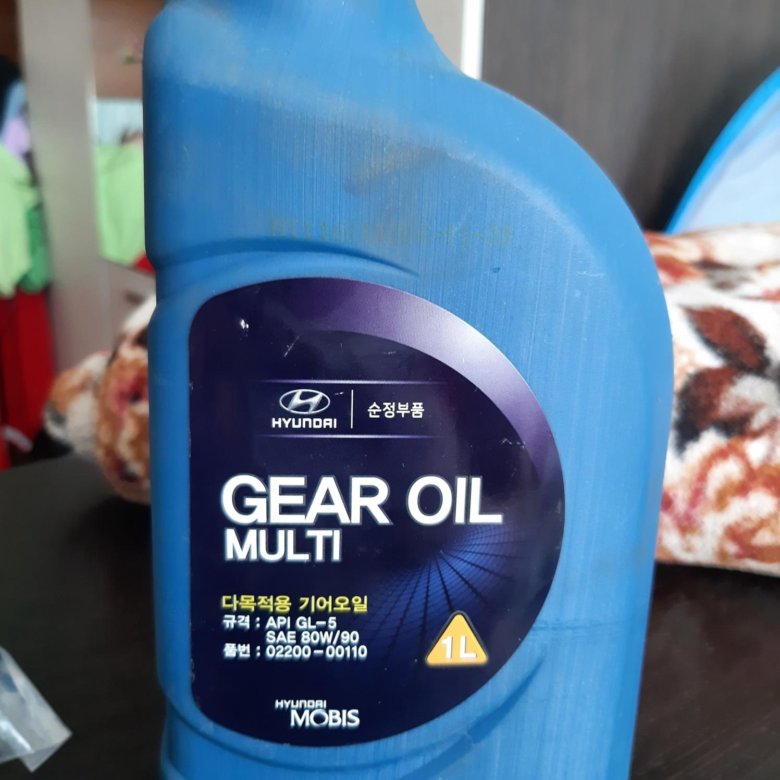 HYUNDAI
순정부품
GEAR OIL
MULTI
다목적용 기어오일
규격 : API GL-5
SAE 80W/90
품번 : 02200-00110
1L
HYUNDAI
MOBIS